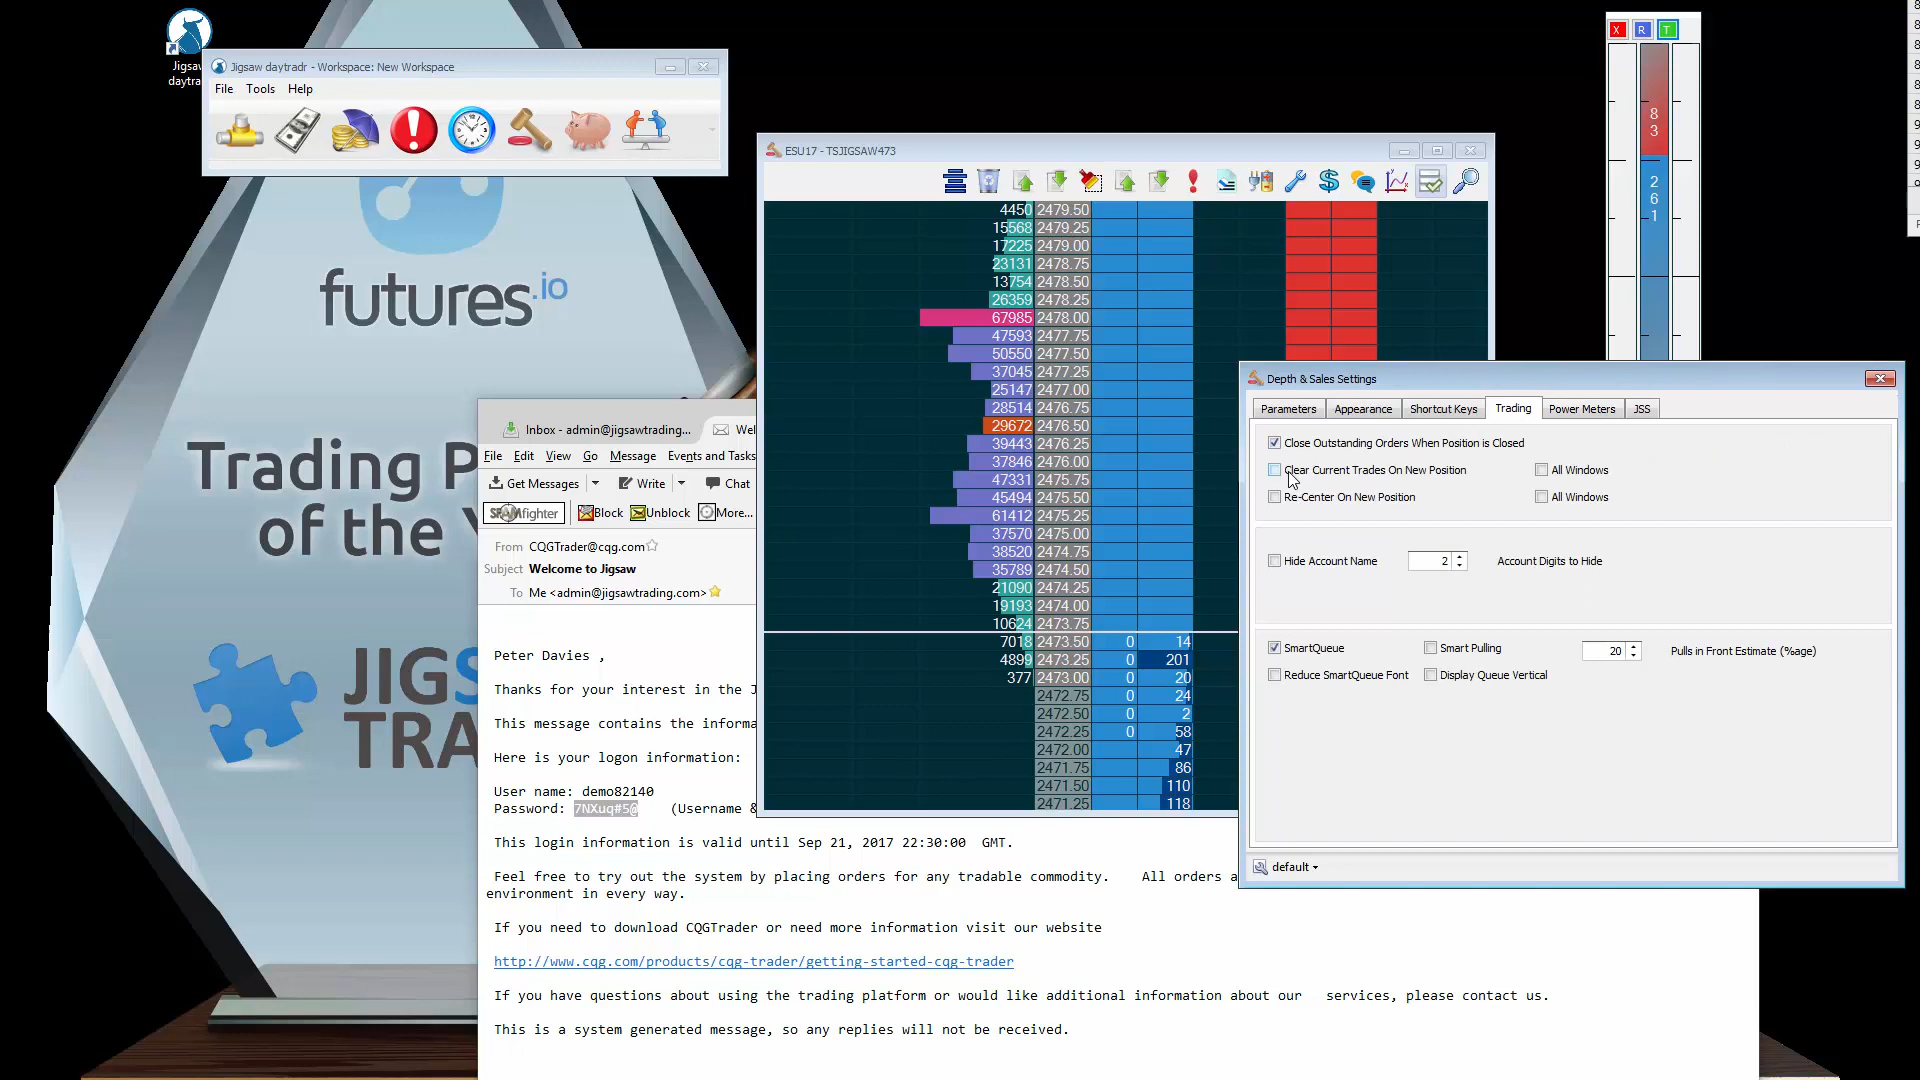 Jigsaw
daytradr
Jigsaw daytradr - Workspace: New Workspace
File Tools Help
futures.io
Trading P
of the Y
JIGS
TRA
X R T
83
261
ESU17 - TSJIGSAW473
4450 2479.50
15568 2479.25
17225 2479.00
23131 2478.75
13754 2478.50
26359 2478.25
67985 2478.00
47593 2477.75
50550 2477.50
37045 2477.25
25147 2477.00
28514 2476.75
29672 2476.50
39443 2476.25
37846 2476.00
47331 2475.75
45494 2475.50
61412 2475.25
37570 2475.00
38520 2474.75
35789 2474.50
21090 2474.25
19193 2474.00
10624 2473.75
7018 2473.50 0 14
4899 2473.25 0 201
377 2473.00 0 20
2472.75 0 24
2472.50 0 2
2472.25 0 58
2472.00 47
2471.75 86
2471.50 110
2471.25 118
Depth & Sales Settings
Parameters Appearance Shortcut Keys Trading Power Meters JSS
Close Outstanding Orders When Position is Closed
Clear Current Trades On New Position All Windows
Re-Center On New Position All Windows
Hide Account Name 2 Account Digits to Hide
SmartQueue Smart Pulling 20 Pulls in Front Estimate (%age)
Reduce SmartQueue Font Display Queue Vertical
default
Inbox - admin@jigsawtrading... Wel
File Edit View Go Message Events and Tasks
Get Messages Write Chat
SPAMfighter Block Unblock More...
From CQGTrader@cqg.com
Subject Welcome to Jigsaw
To Me <admin@jigsawtrading.com>
Peter Davies ,
Thanks for your interest in the J
This message contains the informa
Here is your logon information:
User name: demo82140
Password: 7NXuq#5@ (Username &
This login information is valid until Sep 21, 2017 22:30:00 GMT.
Feel free to try out the system by placing orders for any tradable commodity. All orders a
environment in every way.
If you need to download CQGTrader or need more information visit our website
http://www.cqg.com/products/cqg-trader/getting-started-cqg-trader
If you have questions about using the trading platform or would like additional information about our services, please contact us.
This is a system generated message, so any replies will not be received.